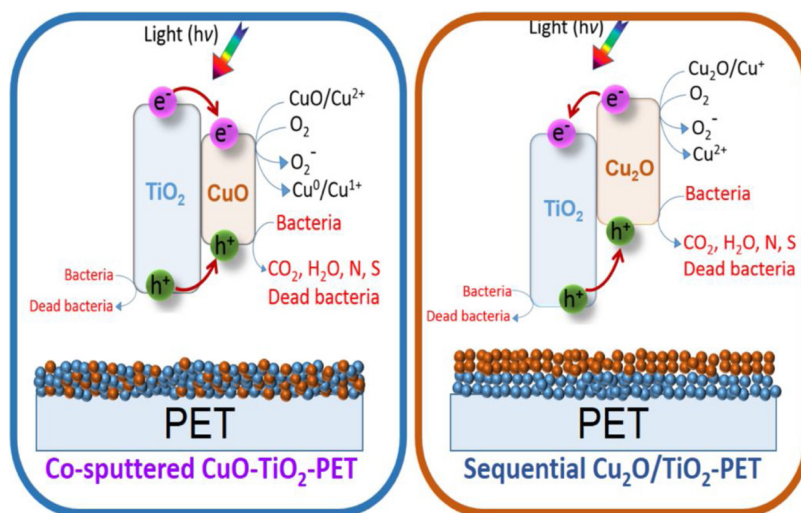 Light (hν)
e⁻
e⁻
CuO/Cu²⁺
O₂
O₂⁻
Cu⁰/Cu¹⁺
TiO₂
CuO
Bacteria
h⁺
CO₂, H₂O, N, S
Dead bacteria
Bacteria
h⁺
Dead bacteria
PET
Co-sputtered CuO-TiO₂-PET
Light (hν)
e⁻
e⁻
Cu₂O/Cu⁺
O₂
O₂⁻
Cu²⁺
Cu₂O
TiO₂
Bacteria
h⁺
CO₂, H₂O, N, S
Dead bacteria
Bacteria
h⁺
Dead bacteria
PET
Sequential Cu₂O/TiO₂-PET